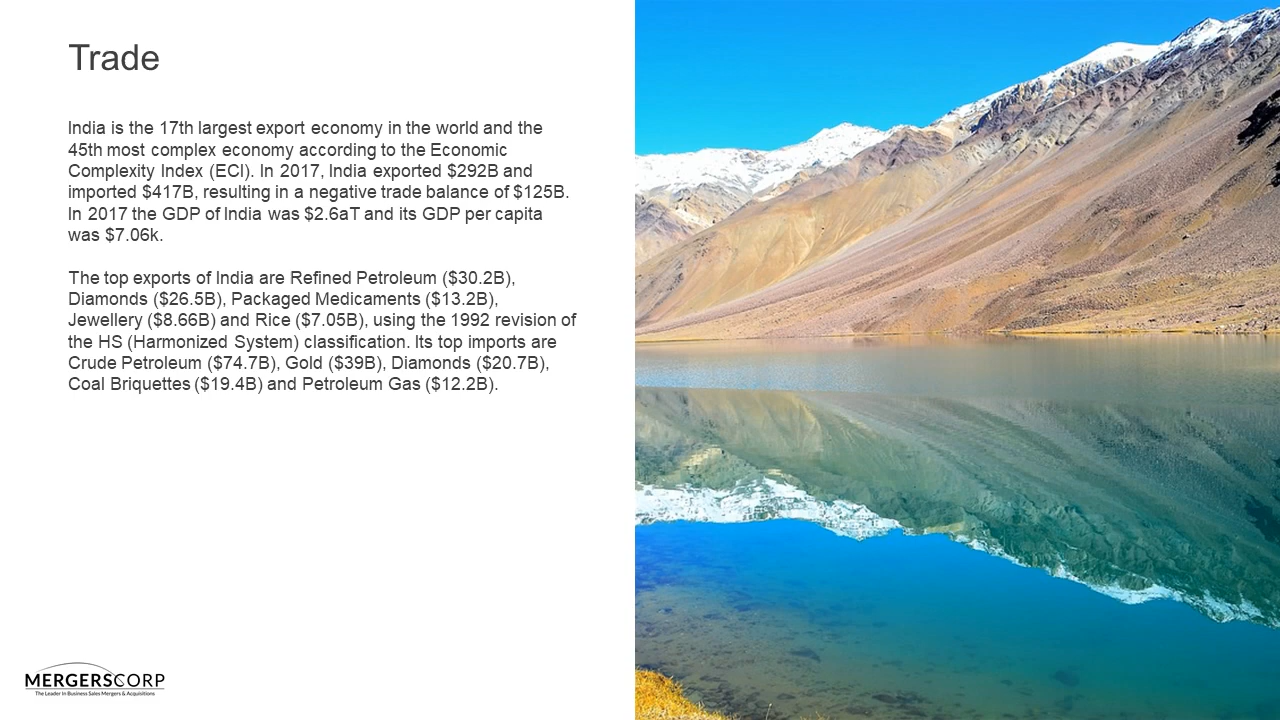 Trade
India is the 17th largest export economy in the world and the
45th most complex economy according to the Economic
Complexity Index (ECI). In 2017, India exported $292B and
imported $417B, resulting in a negative trade balance of $125B.
In 2017 the GDP of India was $2.6aT and its GDP per capita
was $7.06k.
The top exports of India are Refined Petroleum ($30.2B),
Diamonds ($26.5B), Packaged Medicaments ($13.2B),
Jewellery ($8.66B) and Rice ($7.05B), using the 1992 revision of
the HS (Harmonized System) classification. Its top imports are
Crude Petroleum ($74.7B), Gold ($39B), Diamonds ($20.7B),
Coal Briquettes ($19.4B) and Petroleum Gas ($12.2B).
MERGERSCORP
The Leader In Business Sales Mergers & Acquisitions